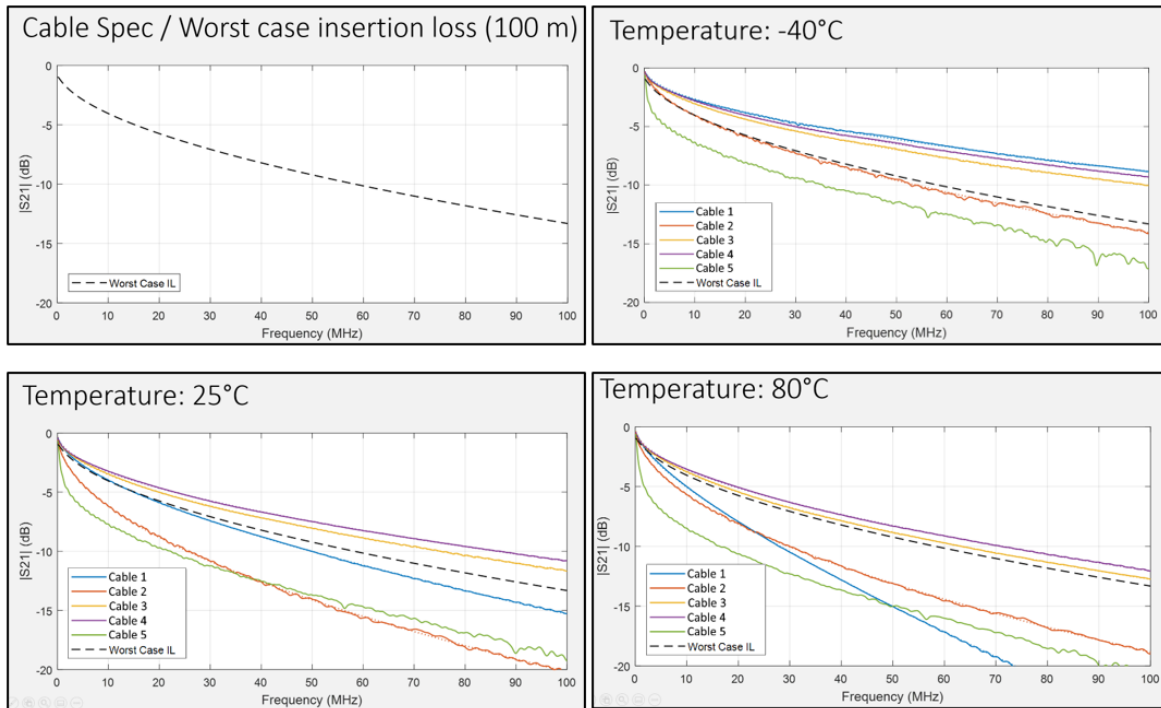 Cable Spec / Worst case insertion loss (100 m)
0
-5
-10
-15
-20
|S21| (dB)
Worst Case IL
0 10 20 30 40 50 60 70 80 90 100
Frequency (MHz)
Temperature: -40°C
0
-5
-10
-15
-20
|S21| (dB)
Cable 1
Cable 2
Cable 3
Cable 4
Cable 5
Worst Case IL
0 10 20 30 40 50 60 70 80 90 100
Frequency (MHz)
Temperature: 25°C
0
-5
-10
-15
-20
|S21| (dB)
Cable 1
Cable 2
Cable 3
Cable 4
Cable 5
Worst Case IL
0 10 20 30 40 50 60 70 80 90 100
Frequency (MHz)
Temperature: 80°C
0
-5
-10
-15
-20
|S21| (dB)
Cable 1
Cable 2
Cable 3
Cable 4
Cable 5
Worst Case IL
0 10 20 30 40 50 60 70 80 90 100
Frequency (MHz)